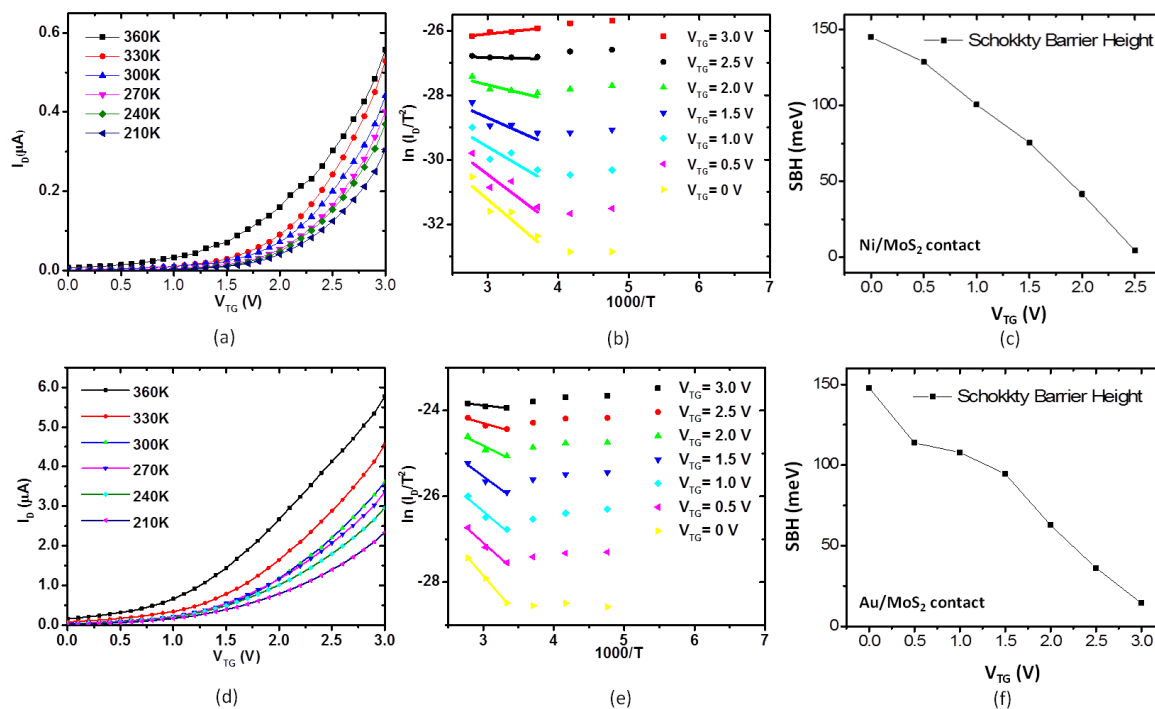 360K
330K
300K
270K
240K
210K
0.6
0.4
0.2
0.0
I_D(μA)
0.0 0.5 1.0 1.5 2.0 2.5 3.0
V_TG (V)
(a)
-26
-28
-30
-32
ln (I_D/T²)
V_TG= 3.0 V
V_TG= 2.5 V
V_TG= 2.0 V
V_TG= 1.5 V
V_TG= 1.0 V
V_TG= 0.5 V
V_TG= 0 V
3 4 5 6 7
1000/T
(b)
150
100
50
0
SBH (meV)
Schokkty Barrier Height
Ni/MoS₂ contact
0.0 0.5 1.0 1.5 2.0 2.5
V_TG (V)
(c)
6.0
5.0
4.0
3.0
2.0
1.0
0.0
I_D (μA)
360K
330K
300K
270K
240K
210K
0.0 0.5 1.0 1.5 2.0 2.5 3.0
V_TG (V)
(d)
-24
-26
-28
ln (I_D/T²)
V_TG= 3.0 V
V_TG= 2.5 V
V_TG= 2.0 V
V_TG= 1.5 V
V_TG= 1.0 V
V_TG= 0.5 V
V_TG= 0 V
3 4 5 6 7
1000/T
(e)
150
100
50
0
SBH (meV)
Schokkty Barrier Height
Au/MoS₂ contact
0.0 0.5 1.0 1.5 2.0 2.5 3.0
V_TG (V)
(f)